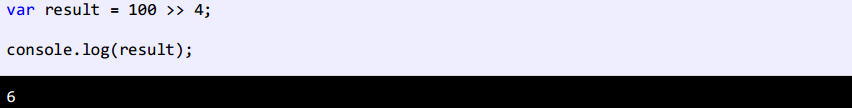 var result = 100 >> 4;
console.log(result);
6